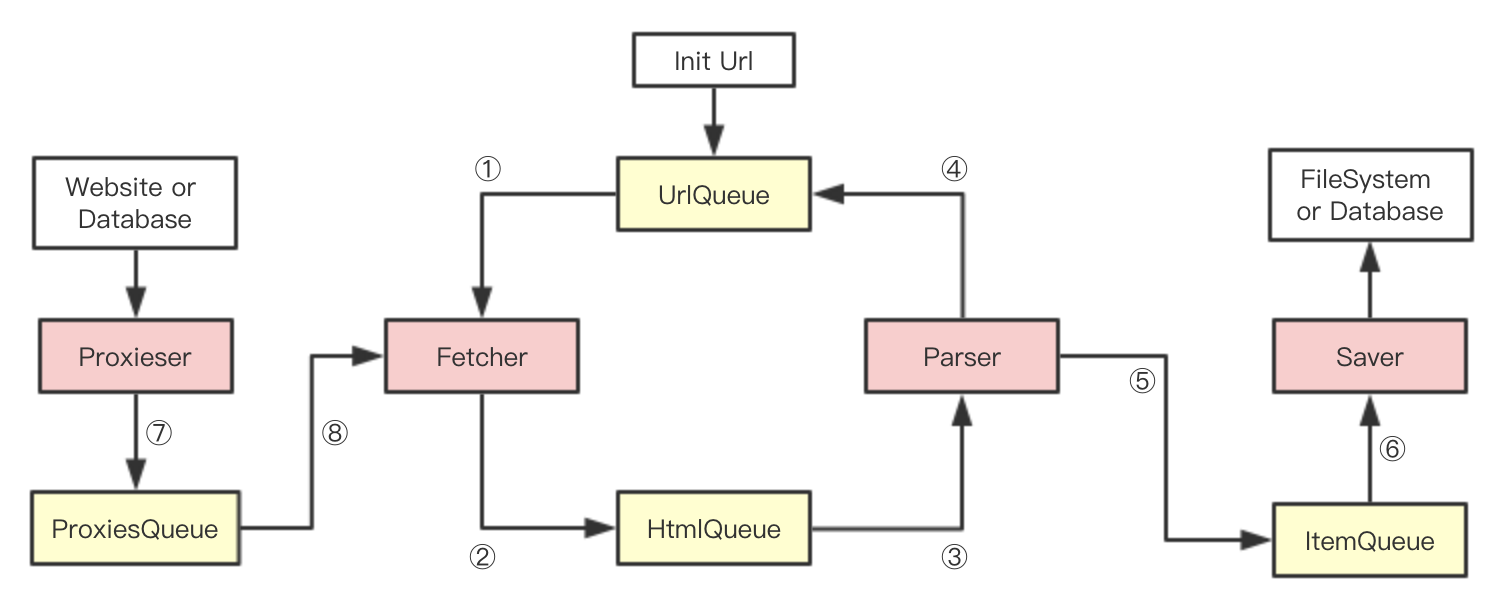 Init Url
①
④
Website or
Database
UrlQueue
FileSystem
or Database
Proxieser
Fetcher
Parser
Saver
⑤
⑦
⑧
⑥
ProxiesQueue
HtmlQueue
ItemQueue
②
③